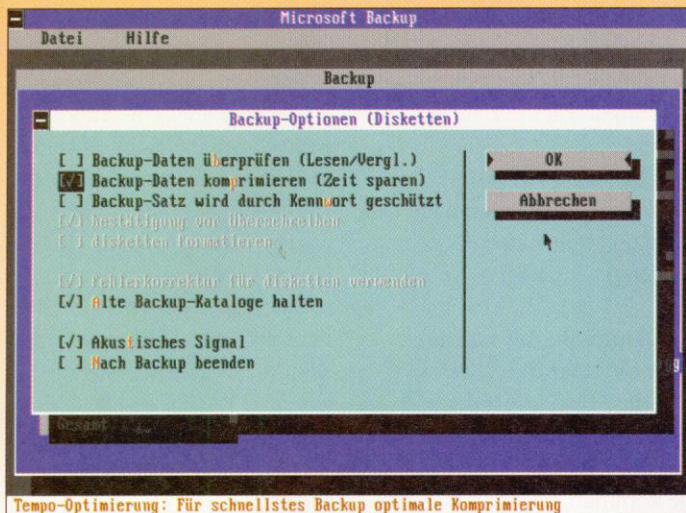 Microsoft Backup
Datei Hilfe
Backup
Backup-Optionen (Disketten)
[ ] Backup-Daten überprüfen (Lesen/Vergl.)
[√] Backup-Daten komprimieren (Zeit sparen)
[ ] Backup-Satz wird durch Kennwort geschützt
[√] bestätigung vor Überschreiben
[ ] disketten formatieren
[√] Fehlerkorrektur für disketten verwenden
[√] Alte Backup-Kataloge halten
[√] Akustisches Signal
[ ] Nach Backup beenden
OK
Abbrechen
Gesamt
Tempo-Optimierung: Für schnellstes Backup optimale Komprimierung